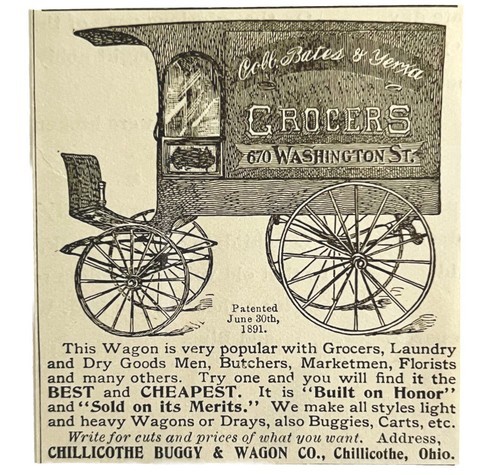 Cobb, Bates & Yerxa
GROCERS
670 WASHINGTON ST.
Patented
June 30th,
1891.
This Wagon is very popular with Grocers, Laundry
and Dry Goods Men, Butchers, Marketmen, Florists
and many others. Try one and you will find it the
BEST and CHEAPEST. It is "Built on Honor"
and "Sold on its Merits." We make all styles light
and heavy Wagons or Drays, also Buggies, Carts, etc.
Write for cuts and prices of what you want. Address,
CHILLICOTHE BUGGY & WAGON CO., Chillicothe, Ohio.